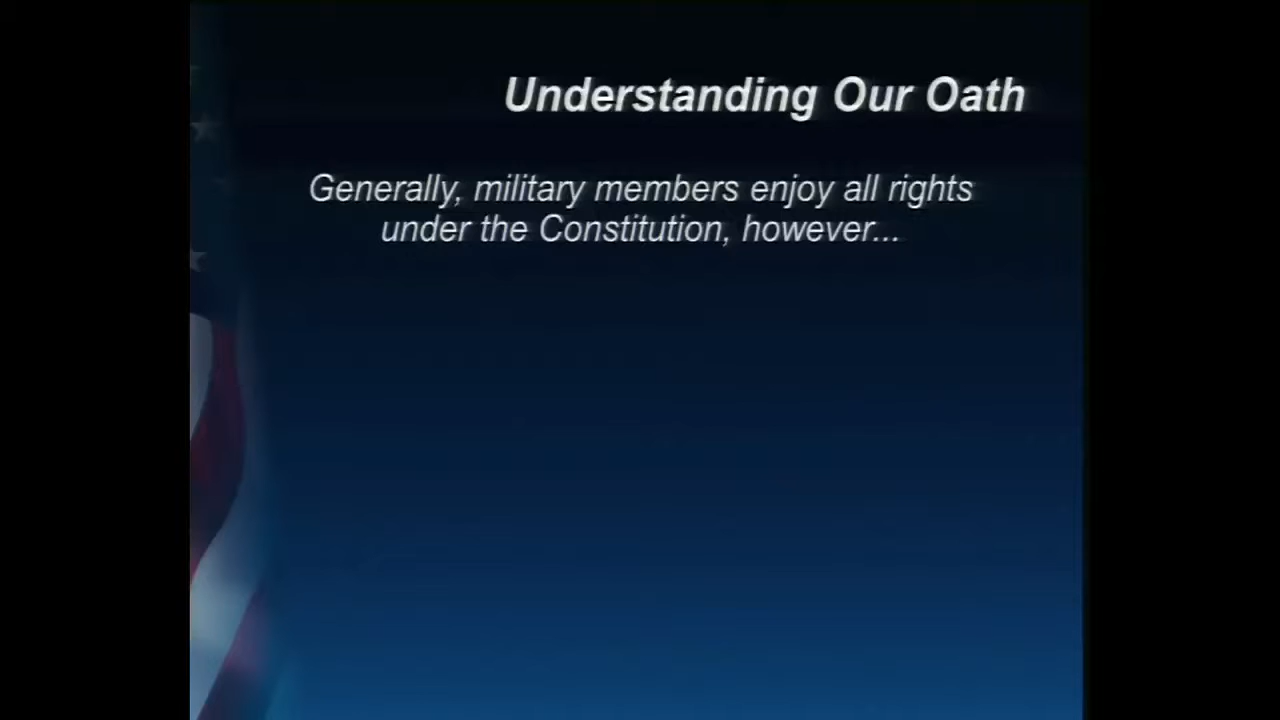 Understanding Our Oath
Generally, military members enjoy all rights
under the Constitution, however...